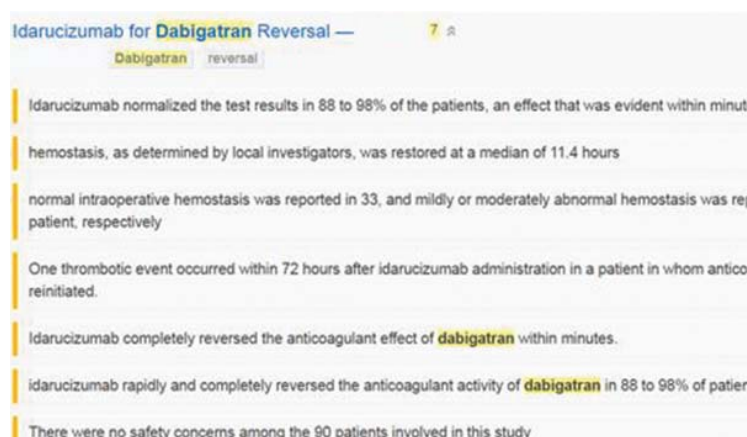 Idarucizumab for Dabigatran Reversal — 7
Dabigatran reversal
Idarucizumab normalized the test results in 88 to 98% of the patients, an effect that was evident within minut
hemostasis, as determined by local investigators, was restored at a median of 11.4 hours
normal intraoperative hemostasis was reported in 33, and mildly or moderately abnormal hemostasis was rep
patient, respectively
One thrombotic event occurred within 72 hours after idarucizumab administration in a patient in whom antico
reinitiated.
Idarucizumab completely reversed the anticoagulant effect of dabigatran within minutes.
idarucizumab rapidly and completely reversed the anticoagulant activity of dabigatran in 88 to 98% of patien
There were no safety concerns among the 90 patients involved in this study